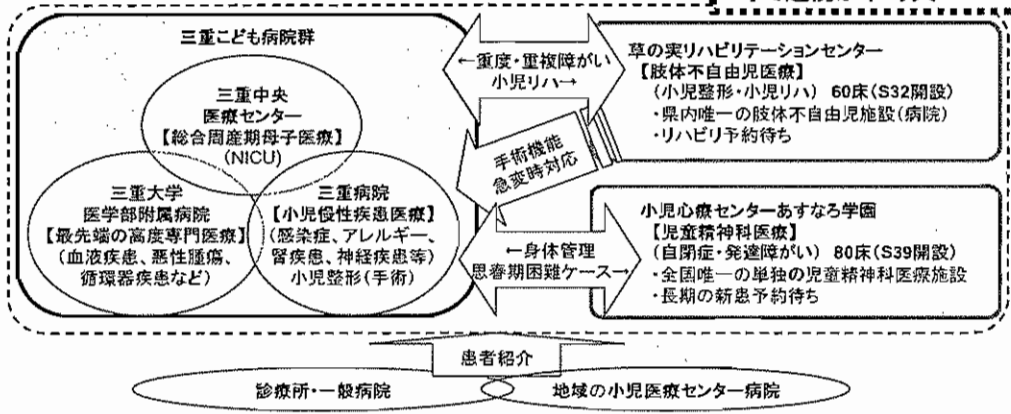 三重こども病院群
三重中央
医療センター
【総合周産期母子医療】
(NICU)
三重大学
医学部附属病院
【最先端の高度専門医療】
(血液疾患、悪性腫瘍、
循環器疾患など)
三重病院
【小児慢性疾患医療】
(感染症、アレルギー、
腎疾患、神経疾患等)
小児整形(手術)
←重度・重複障がい
小児リハ→
手術機能
急変時対応
←身体管理
思春期困難ケース→
草の実リハビリテーションセンター
【肢体不自由児医療】
(小児整形・小児リハ) 60床(S32開設)
・県内唯一の肢体不自由児施設(病院)
・リハビリ予約待ち
小児心療センターあすなろ学園
【児童精神科医療】
(自閉症・発達障がい) 80床(S39開設)
・全国唯一の単独の児童精神科医療施設
・長期の新患予約待ち
患者紹介
診療所・一般病院
地域の小児医療センター病院